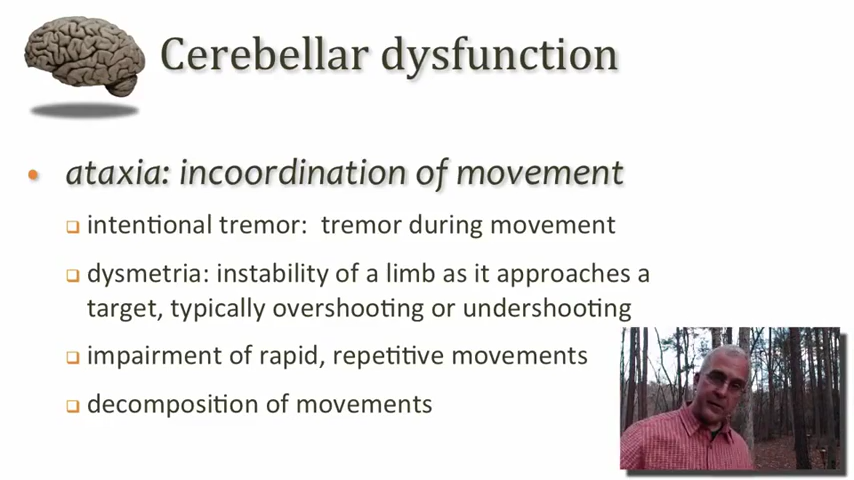 Cerebellar dysfunction
ataxia: incoordination of movement
intentional tremor: tremor during movement
dysmetria: instability of a limb as it approaches a
target, typically overshooting or undershooting
impairment of rapid, repetitive movements
decomposition of movements